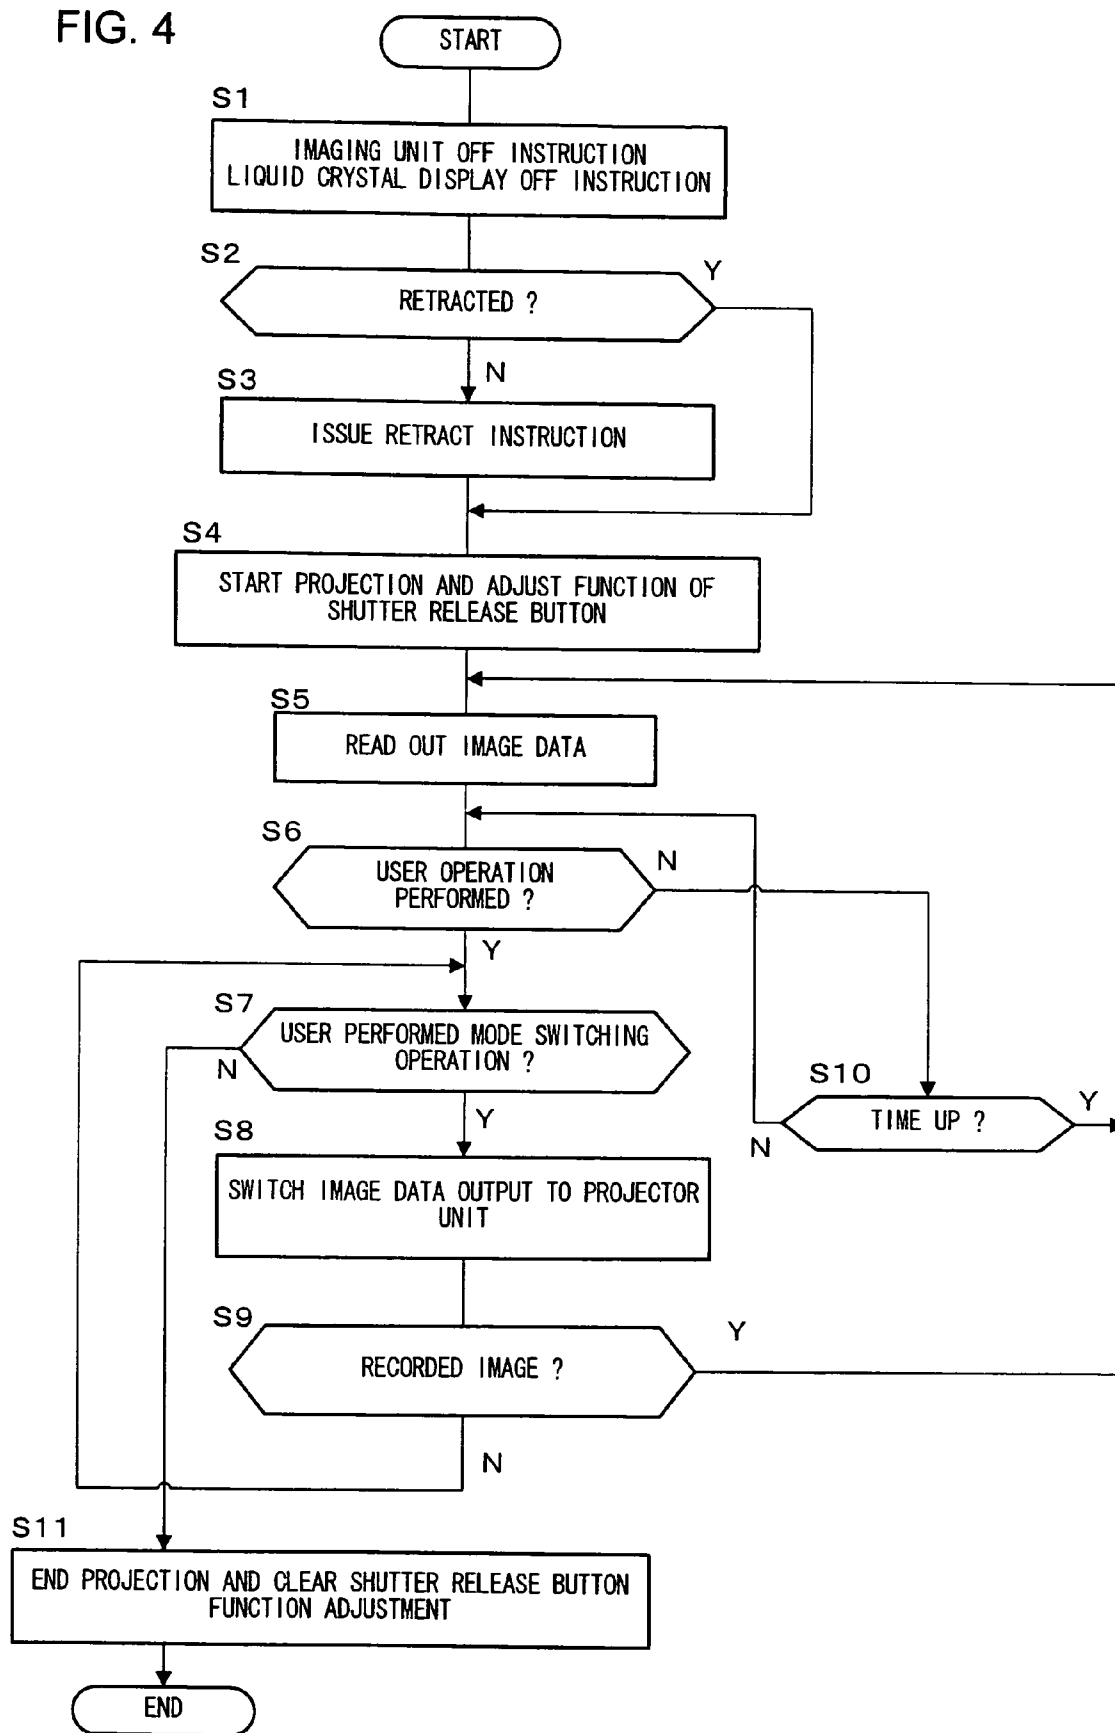 FIG. 4
START
S1
IMAGING UNIT OFF INSTRUCTION
LIQUID CRYSTAL DISPLAY OFF INSTRUCTION
S2
RETRACTED ?
Y
N
S3
ISSUE RETRACT INSTRUCTION
S4
START PROJECTION AND ADJUST FUNCTION OF
SHUTTER RELEASE BUTTON
S5
READ OUT IMAGE DATA
S6
USER OPERATION
PERFORMED ?
N
Y
S7
USER PERFORMED MODE SWITCHING
OPERATION ?
N
Y
S10
TIME UP ?
Y
N
S8
SWITCH IMAGE DATA OUTPUT TO PROJECTOR
UNIT
S9
RECORDED IMAGE ?
Y
N
S11
END PROJECTION AND CLEAR SHUTTER RELEASE BUTTON
FUNCTION ADJUSTMENT
END